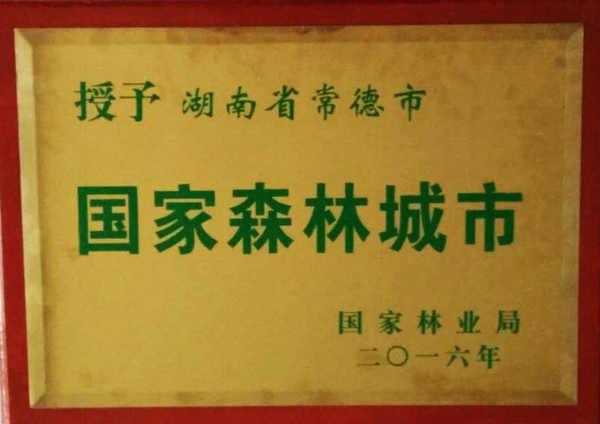 授予 湖南省常德市
国家森林城市
国家林业局
二〇一六年